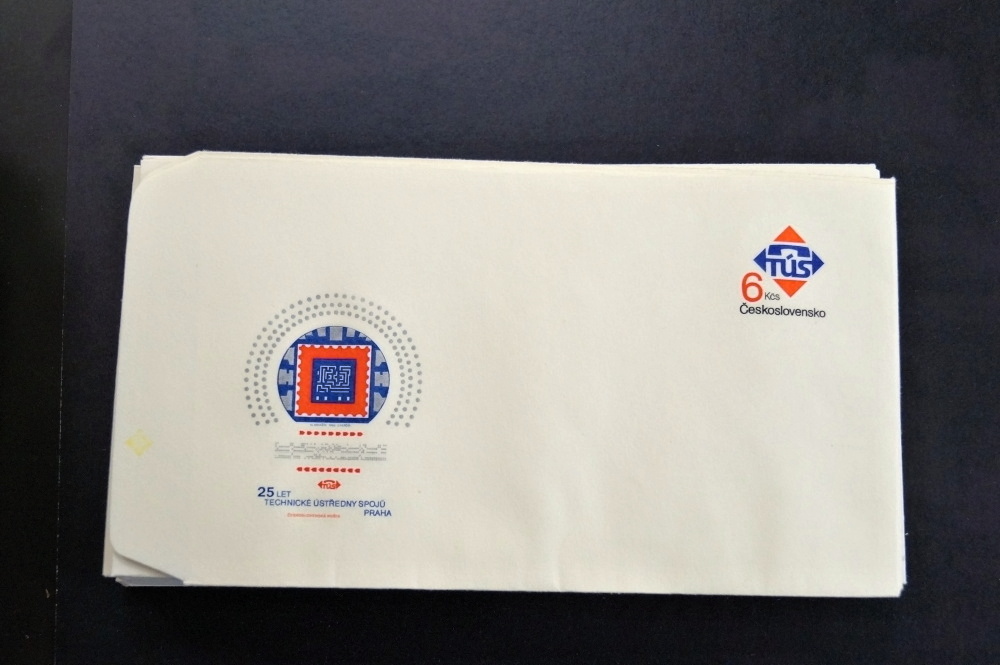 TÚS
6 Kčs
Československo
TÚS
25 LET
TECHNICKÉ ÚSTŘEDNY SPOJŮ
PRAHA